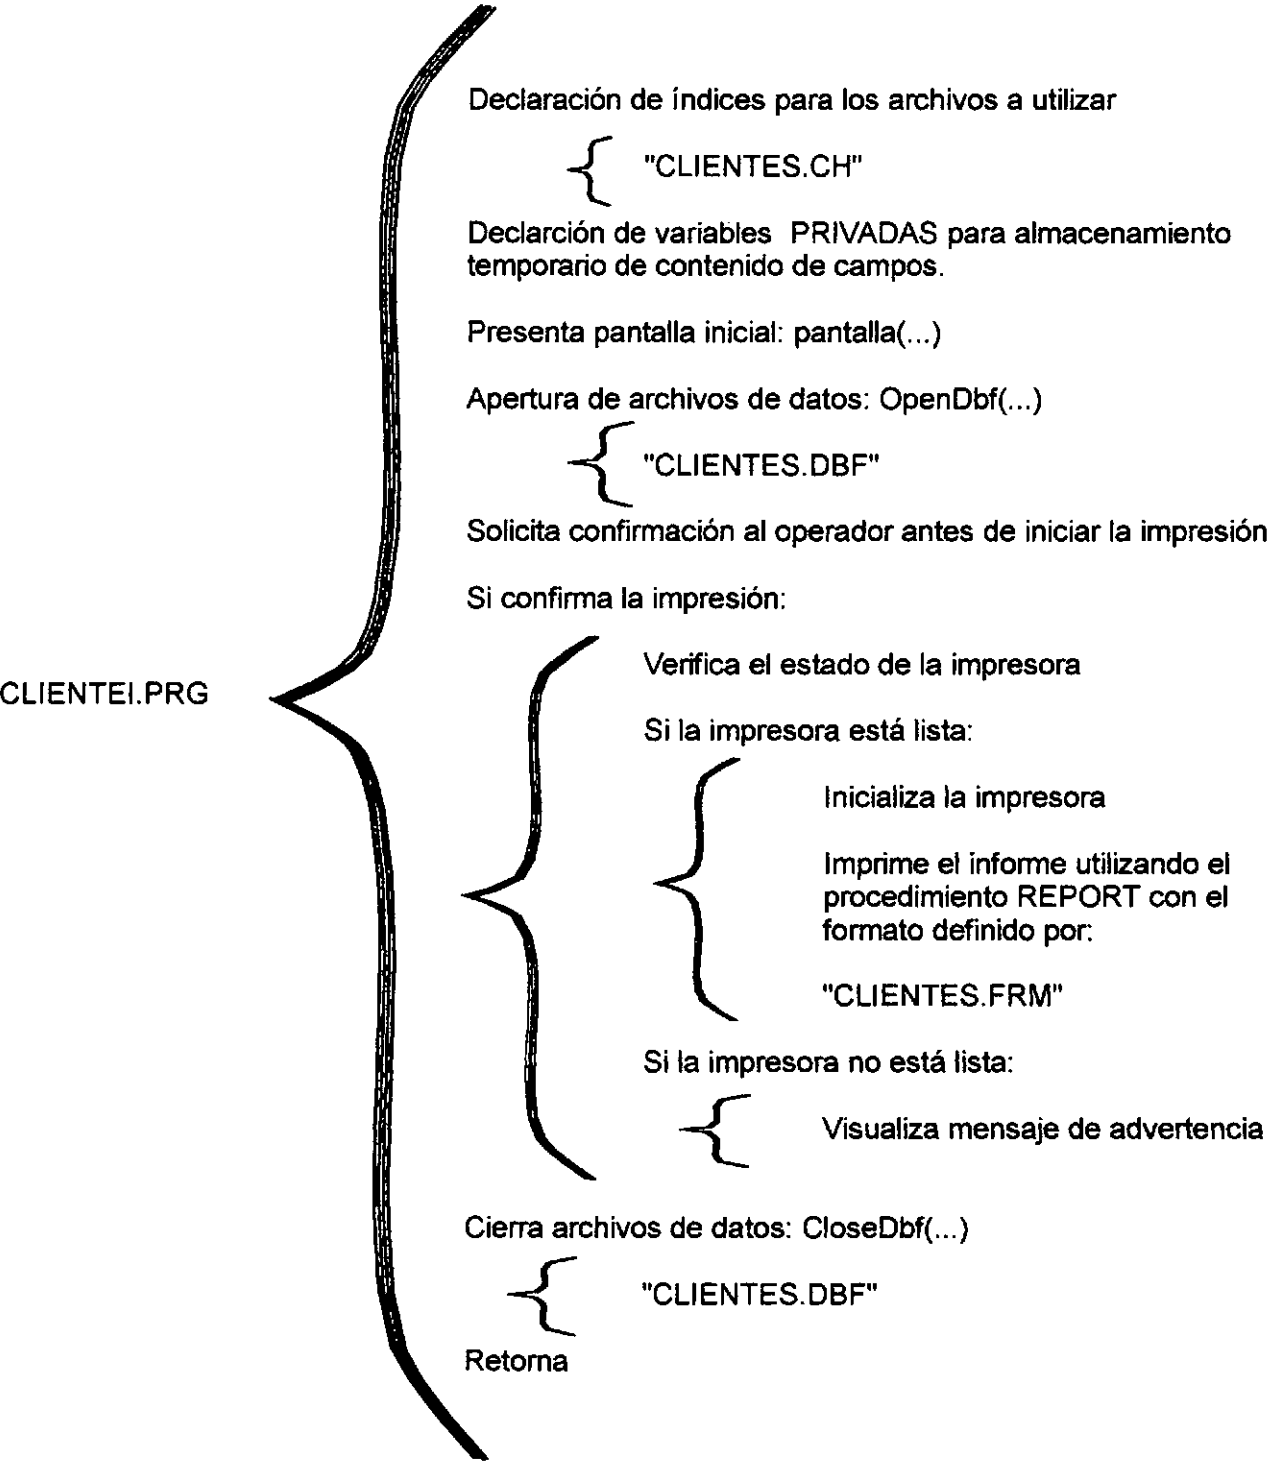 Declaración de índices para los archivos a utilizar
"CLIENTES.CH"
Declarción de variables PRIVADAS para almacenamiento
temporario de contenido de campos.
Presenta pantalla inicial: pantalla(...)
Apertura de archivos de datos: OpenDbf(...)
"CLIENTES.DBF"
Solicita confirmación al operador antes de iniciar la impresión
Si confirma la impresión:
Verifica el estado de la impresora
CLIENTEI.PRG
Si la impresora está lista:
Inicializa la impresora
Imprime el informe utilizando el
procedimiento REPORT con el
formato definido por:
"CLIENTES.FRM"
Si la impresora no está lista:
Visualiza mensaje de advertencia
Cierra archivos de datos: CloseDbf(...)
"CLIENTES.DBF"
Retorna